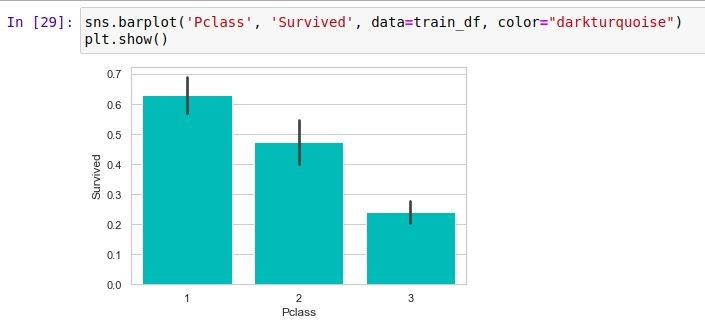 In [29]: sns.barplot('Pclass', 'Survived', data=train_df, color="darkturquoise")
plt.show()
0.7
0.6
0.5
0.4
0.3
0.2
0.1
0.0
Survived
1 2 3
Pclass